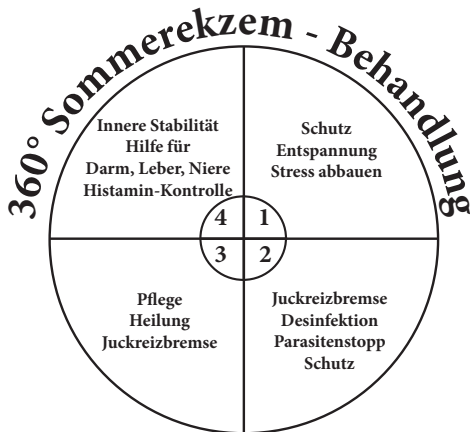 360° Sommerekzem - Behandlung
Innere Stabilität
Hilfe für
Darm, Leber, Niere
Histamin-Kontrolle
Schutz
Entspannung
Stress abbauen
4
1
3
2
Pflege
Heilung
Juckreizbremse
Juckreizbremse
Desinfektion
Parasitenstopp
Schutz